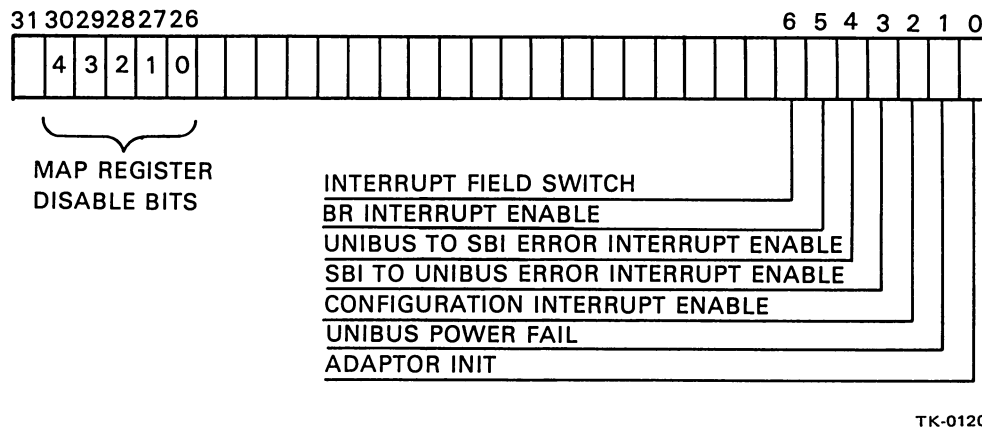 31 30 29 28 27 26 6 5 4 3 2 1 0
4 3 2 1 0
MAP REGISTER
DISABLE BITS
INTERRUPT FIELD SWITCH
BR INTERRUPT ENABLE
UNIBUS TO SBI ERROR INTERRUPT ENABLE
SBI TO UNIBUS ERROR INTERRUPT ENABLE
CONFIGURATION INTERRUPT ENABLE
UNIBUS POWER FAIL
ADAPTOR INIT
TK-0120